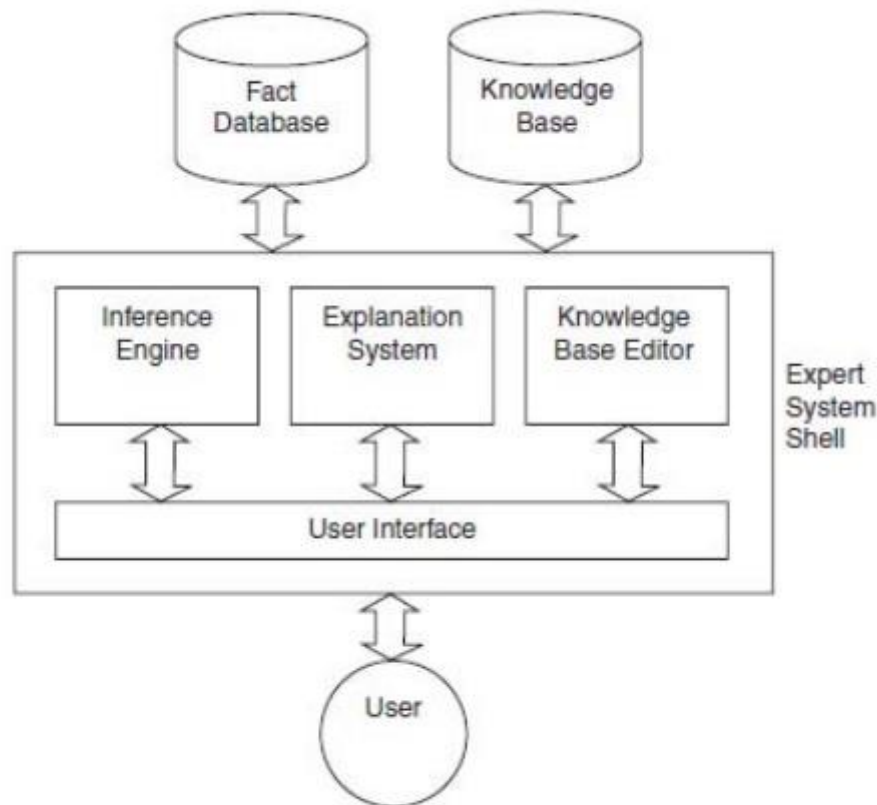 Fact
Database
Knowledge
Base
Inference
Engine
Explanation
System
Knowledge
Base Editor
Expert
System
Shell
User Interface
User